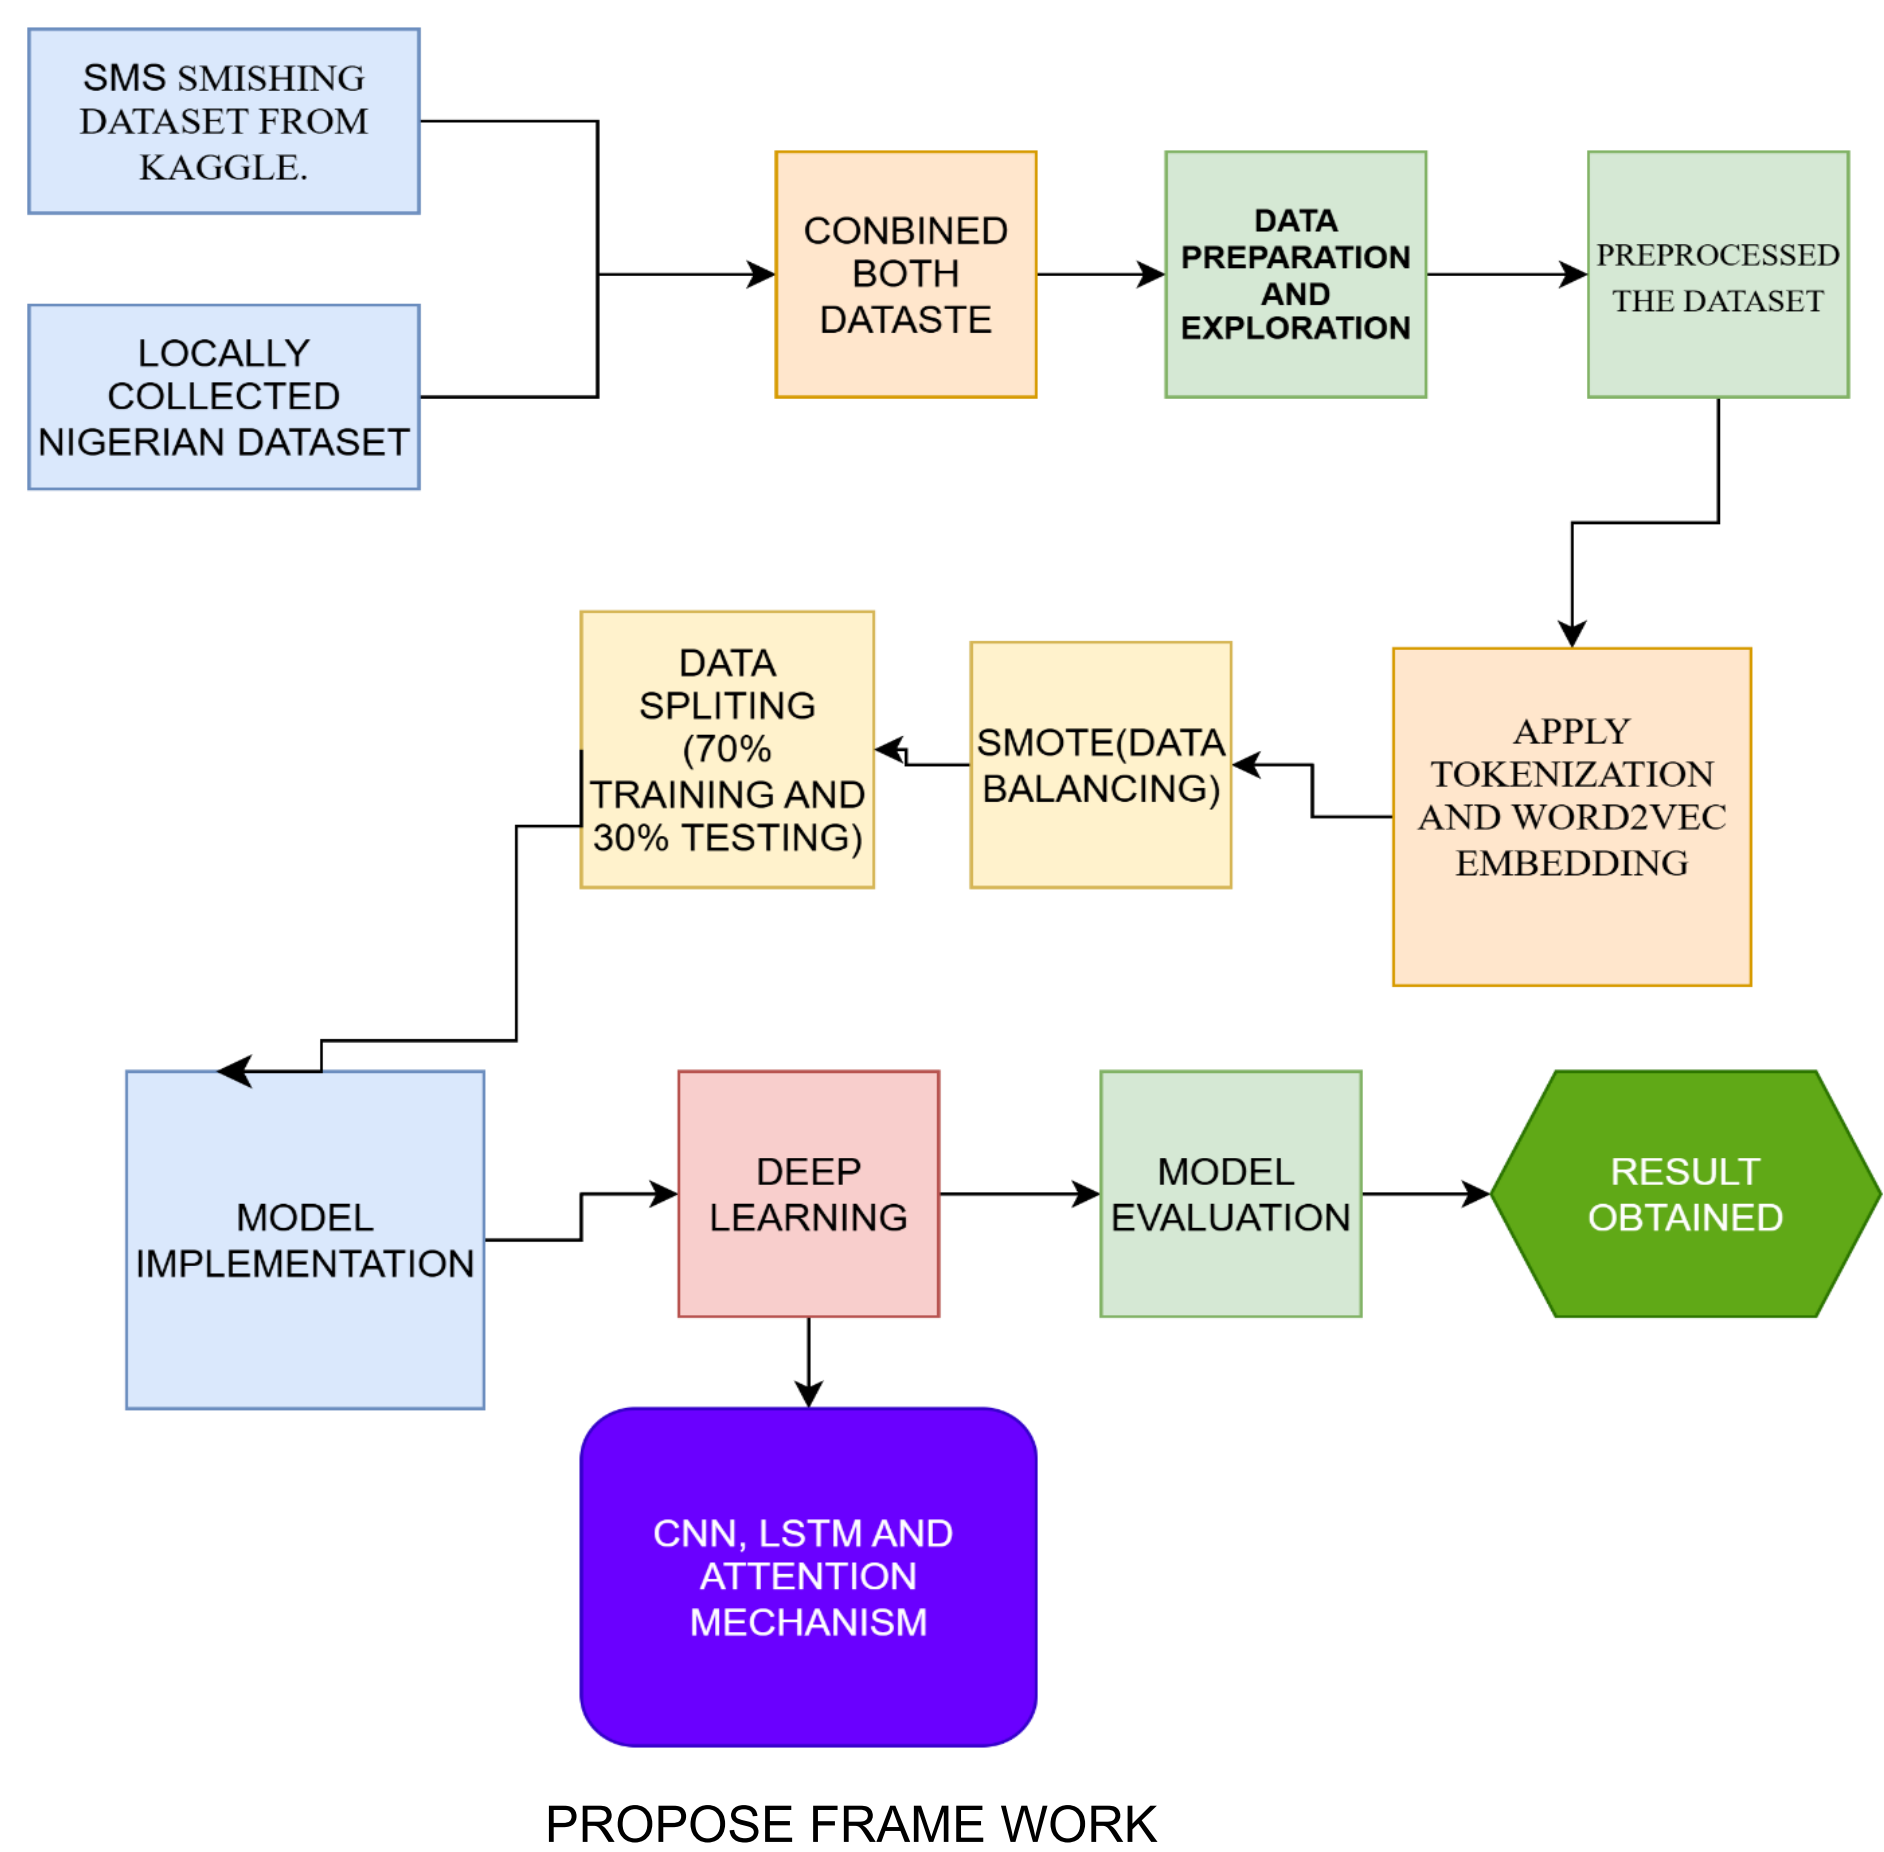 SMS SMISHING
DATASET FROM
KAGGLE.
LOCALLY
COLLECTED
NIGERIAN DATASET
CONBINED
BOTH
DATASTE
DATA
PREPARATION
AND
EXPLORATION
PREPROCESSED
THE DATASET
APPLY
TOKENIZATION
AND WORD2VEC
EMBEDDING
SMOTE(DATA
BALANCING)
DATA
SPLITING
(70%
TRAINING AND
30% TESTING)
MODEL
IMPLEMENTATION
DEEP
LEARNING
MODEL
EVALUATION
RESULT
OBTAINED
CNN, LSTM AND
ATTENTION
MECHANISM
PROPOSE FRAME WORK